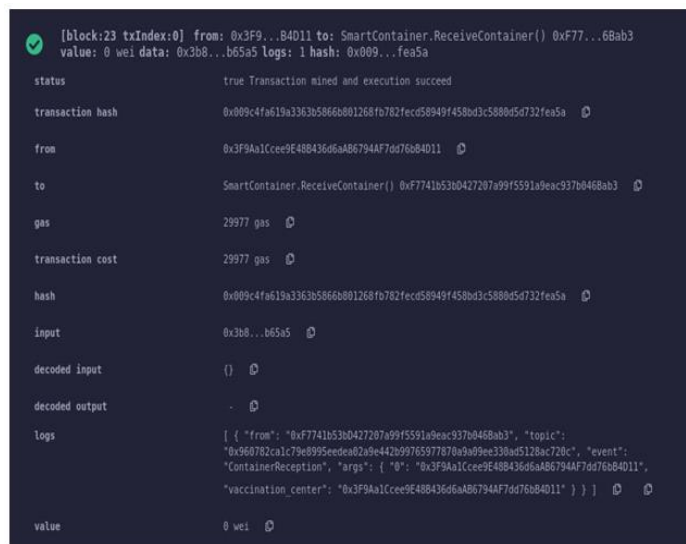 [block:23 txIndex:0] from: 0x3F9...B4D11 to: SmartContainer.ReceiveContainer() 0xF77...6Bab3
value: 0 wei data: 0x3b8...b65a5 logs: 1 hash: 0x009...fea5a
status true Transaction mined and execution succeed
transaction hash 0x009c4fa619a3363b5866b801268fb782fecd58949f458bd3c5880d5d732fea5a
from 0x3F9Aa1Ccee9E48B436d6aAB6794AF7dd76bB4D11
to SmartContainer.ReceiveContainer() 0xF7741b53bD427207a99f5591a9eac937b046Bab3
gas 29977 gas
transaction cost 29977 gas
hash 0x009c4fa619a3363b5866b801268fb782fecd58949f458bd3c5880d5d732fea5a
input 0x3b8...b65a5
decoded input {}
decoded output -
logs [ { "from": "0xF7741b53bD427207a99f5591a9eac937b046Bab3", "topic":
"0x960782ca1c79e8995eedea02a9e442b99765977870a9a09ee330ad5128ac720c", "event":
"ContainerReception", "args": { "0": "0x3F9Aa1Ccee9E48B436d6aAB6794AF7dd76bB4D11",
"vaccination_center": "0x3F9Aa1Ccee9E48B436d6aAB6794AF7dd76bB4D11" } } ]
value 0 wei